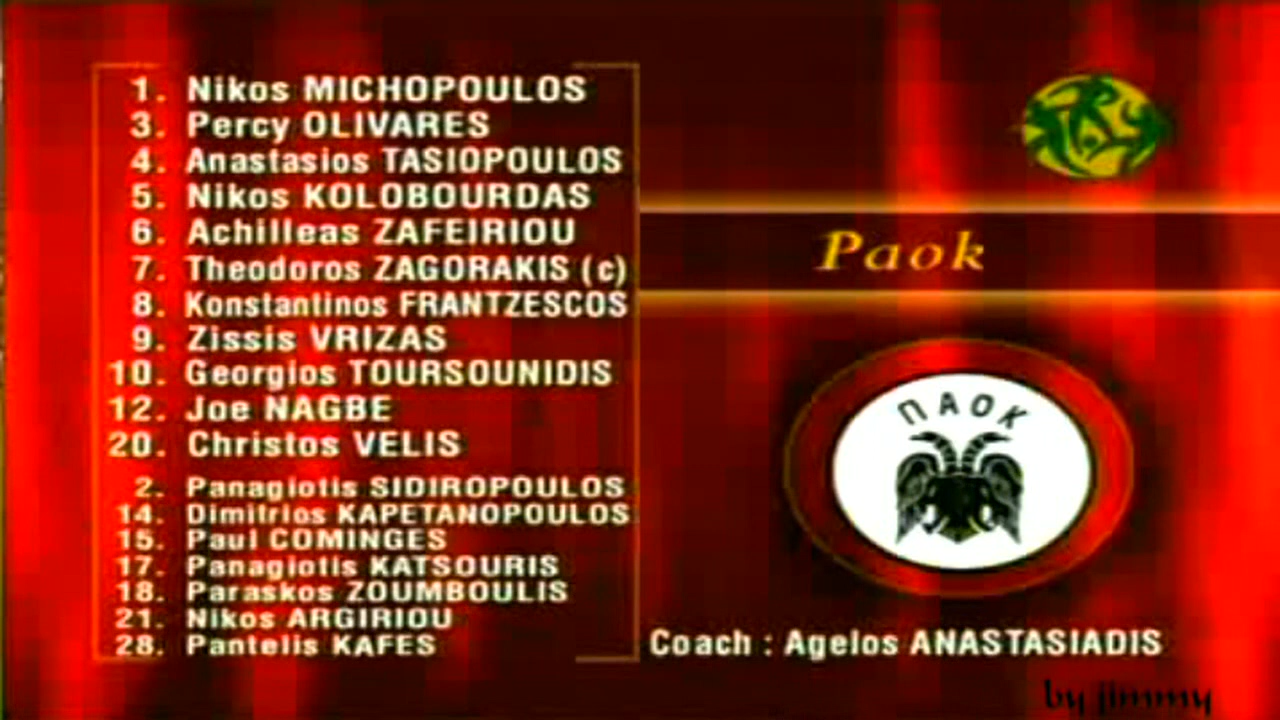 1. Nikos MICHOPOULOS
3. Percy OLIVARES
4. Anastasios TASIOPOULOS
5. Nikos KOLOBOURDAS
6. Achilleas ZAFEIRIOU
7. Theodoros ZAGORAKIS (c)
8. Konstantinos FRANTZESCOS
9. Zissis VRIZAS
10. Georgios TOURSOUNIDIS
12. Joe NAGBE
20. Christos VELIS
2. Panagiotis SIDIROPOULOS
14. Dimitrios KAPETANOPOULOS
15. Paul COMINGES
17. Panagiotis KATSOURIS
18. Paraskos ZOUMBOULIS
21. Nikos ARGIRIOU
28. Pantelis KAFES
Paok
ΠΑΟΚ
Coach : Agelos ANASTASIADIS
by jimmy